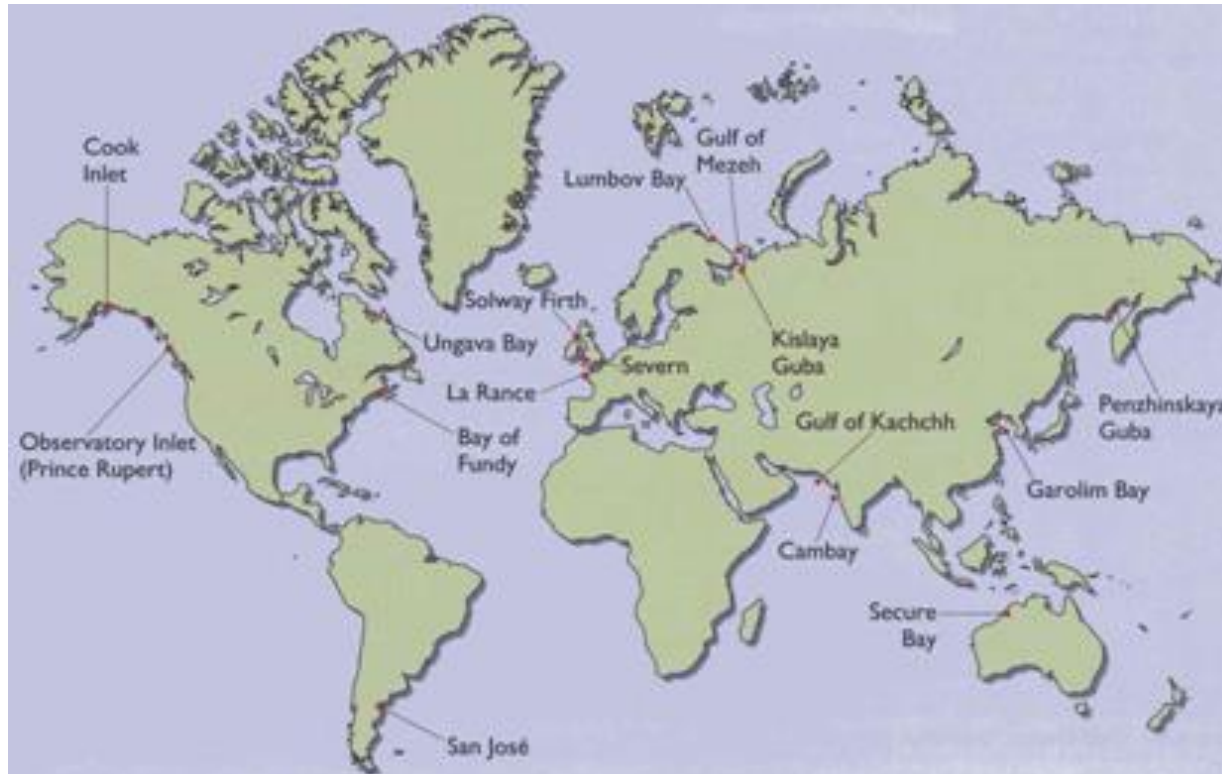 Cook
Inlet
Gulf of
Mezeh
Lumbov Bay
Solway Firth
Ungava Bay
Severn
Kislaya
Guba
La Rance
Penzhinskaya
Guba
Gulf of Kachchh
Observatory Inlet
(Prince Rupert)
Bay of
Fundy
Garolim Bay
Cambay
Secure
Bay
San José